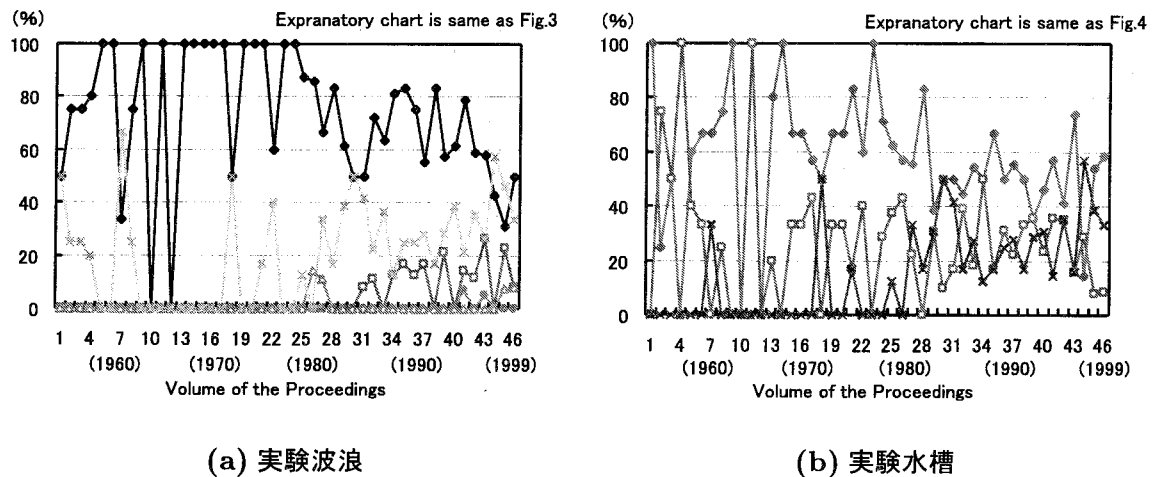 (%)
Expranatory chart is same as Fig.3
100
80
60
40
20
0
1 4 7 10 13 16 19 22 25 28 31 34 37 40 43 46
(1960) (1970) (1980) (1990) (1999)
Volume of the Proceedings
(a) 実験波浪
(%)
Expranatory chart is same as Fig.4
100
80
60
40
20
0
1 4 7 10 13 16 19 22 25 28 31 34 37 40 43 46
(1960) (1970) (1980) (1990) (1999)
Volume of the Proceedings
(b) 実験水槽